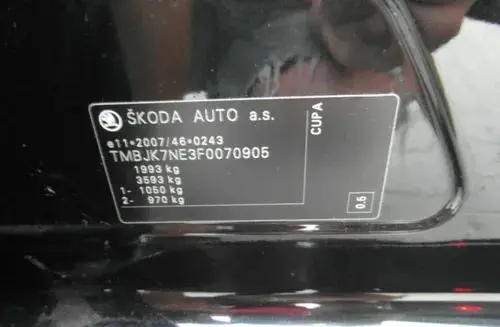 ŠKODA AUTO a.s.
e11*2007/46*0243
TMBJK7NE3F0070905
1993 kg
3593 kg
1- 1050 kg
2- 970 kg
CUPA
0.5